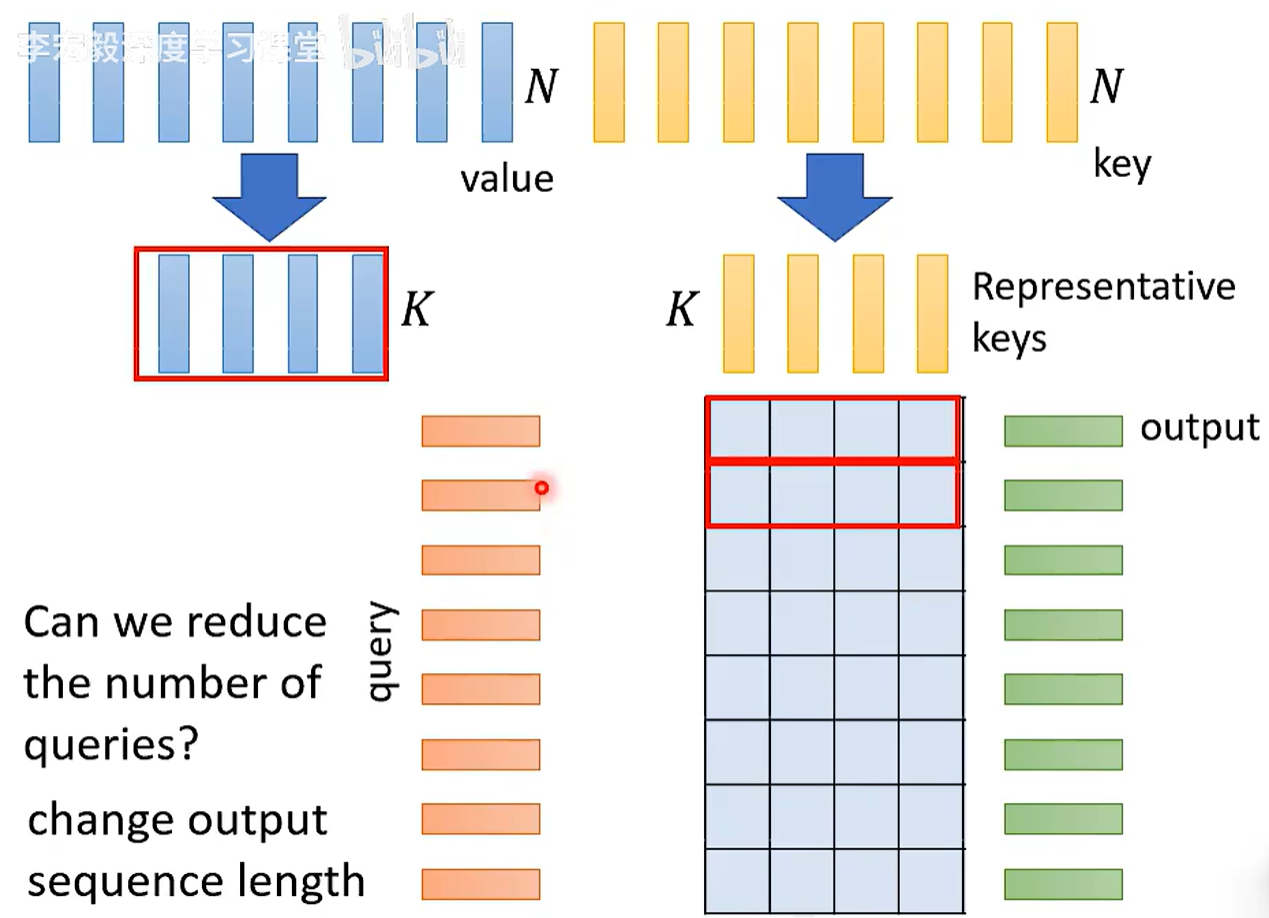 李宏毅深度学习课堂 bilibili
N
N
value
key
K
K
Representative
keys
output
query
Can we reduce
the number of
queries?
change output
sequence length